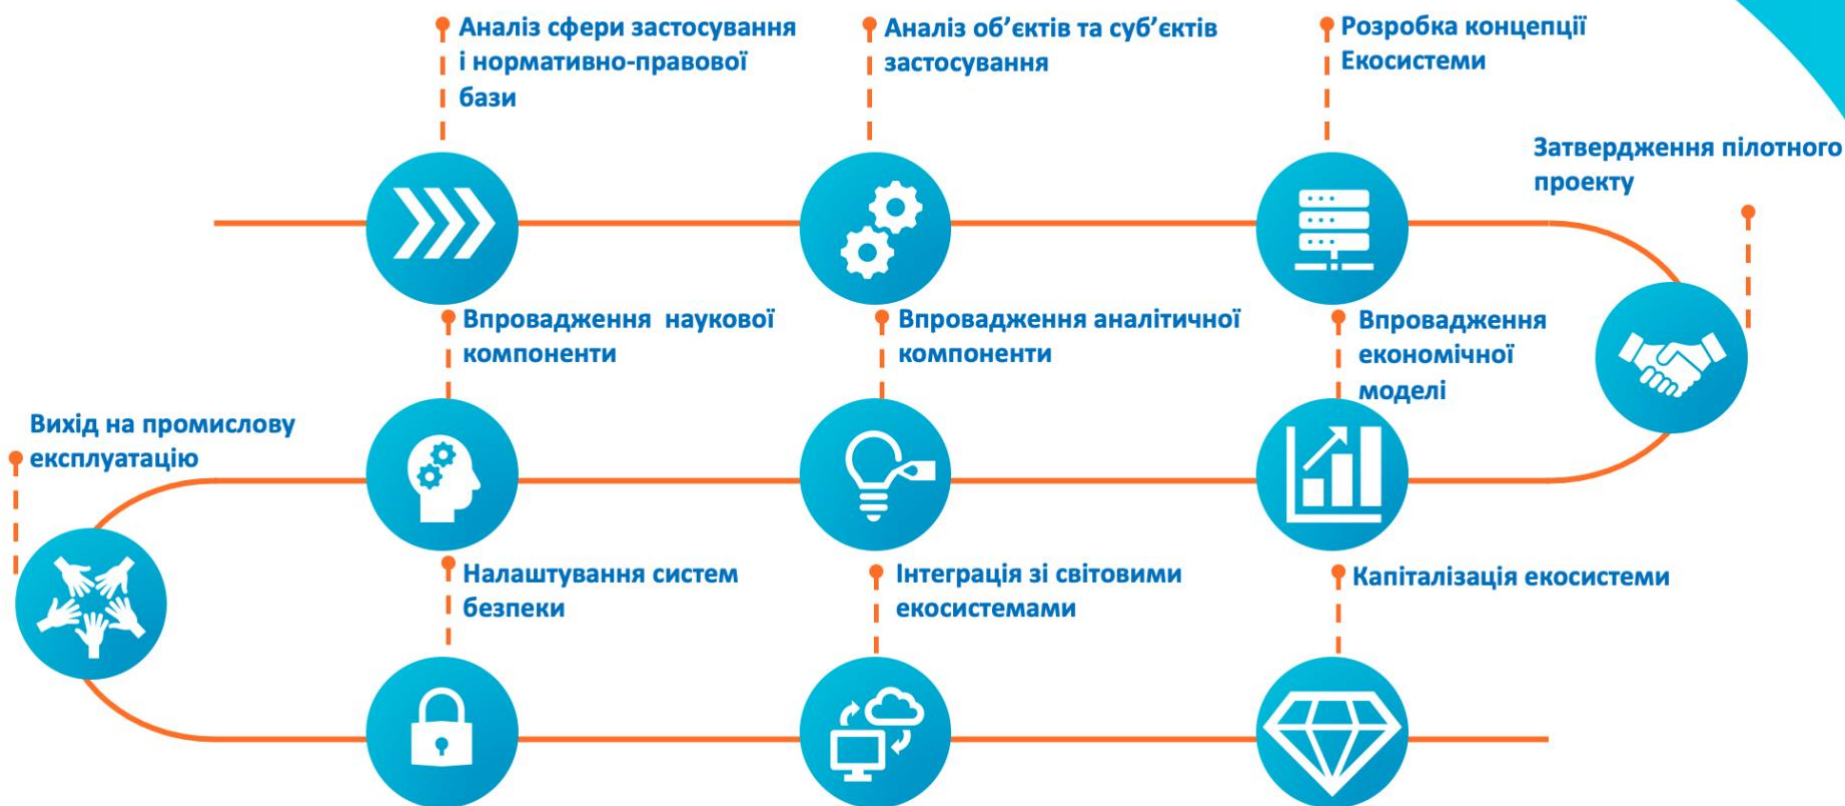 Аналіз сфери застосування
і нормативно-правової
бази
Аналіз об’єктів та суб’єктів
застосування
Розробка концепції
Екосистеми
Затвердження пілотного
проекту
Впровадження  наукової
компоненти
Впровадження аналітичної
компоненти
Впровадження
економічної
моделі
Вихід на промислову
експлуатацію
Налаштування систем
безпеки
Інтеграція зі світовими
екосистемами
Капіталізація екосистеми